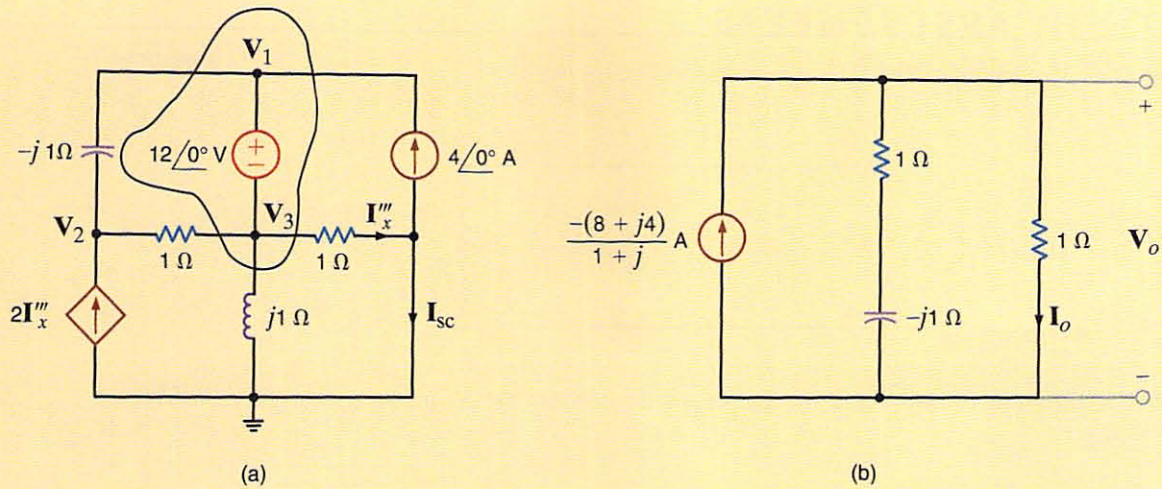 V1
-j 1Ω
12/0° V
+
-
4/0° A
V2
V3
I'''x
1 Ω
1 Ω
2I'''x
j1 Ω
Isc
(a)
+
1 Ω
-(8 + j4)
1 + j
A
1 Ω
Vo
-j1 Ω
Io
-
(b)